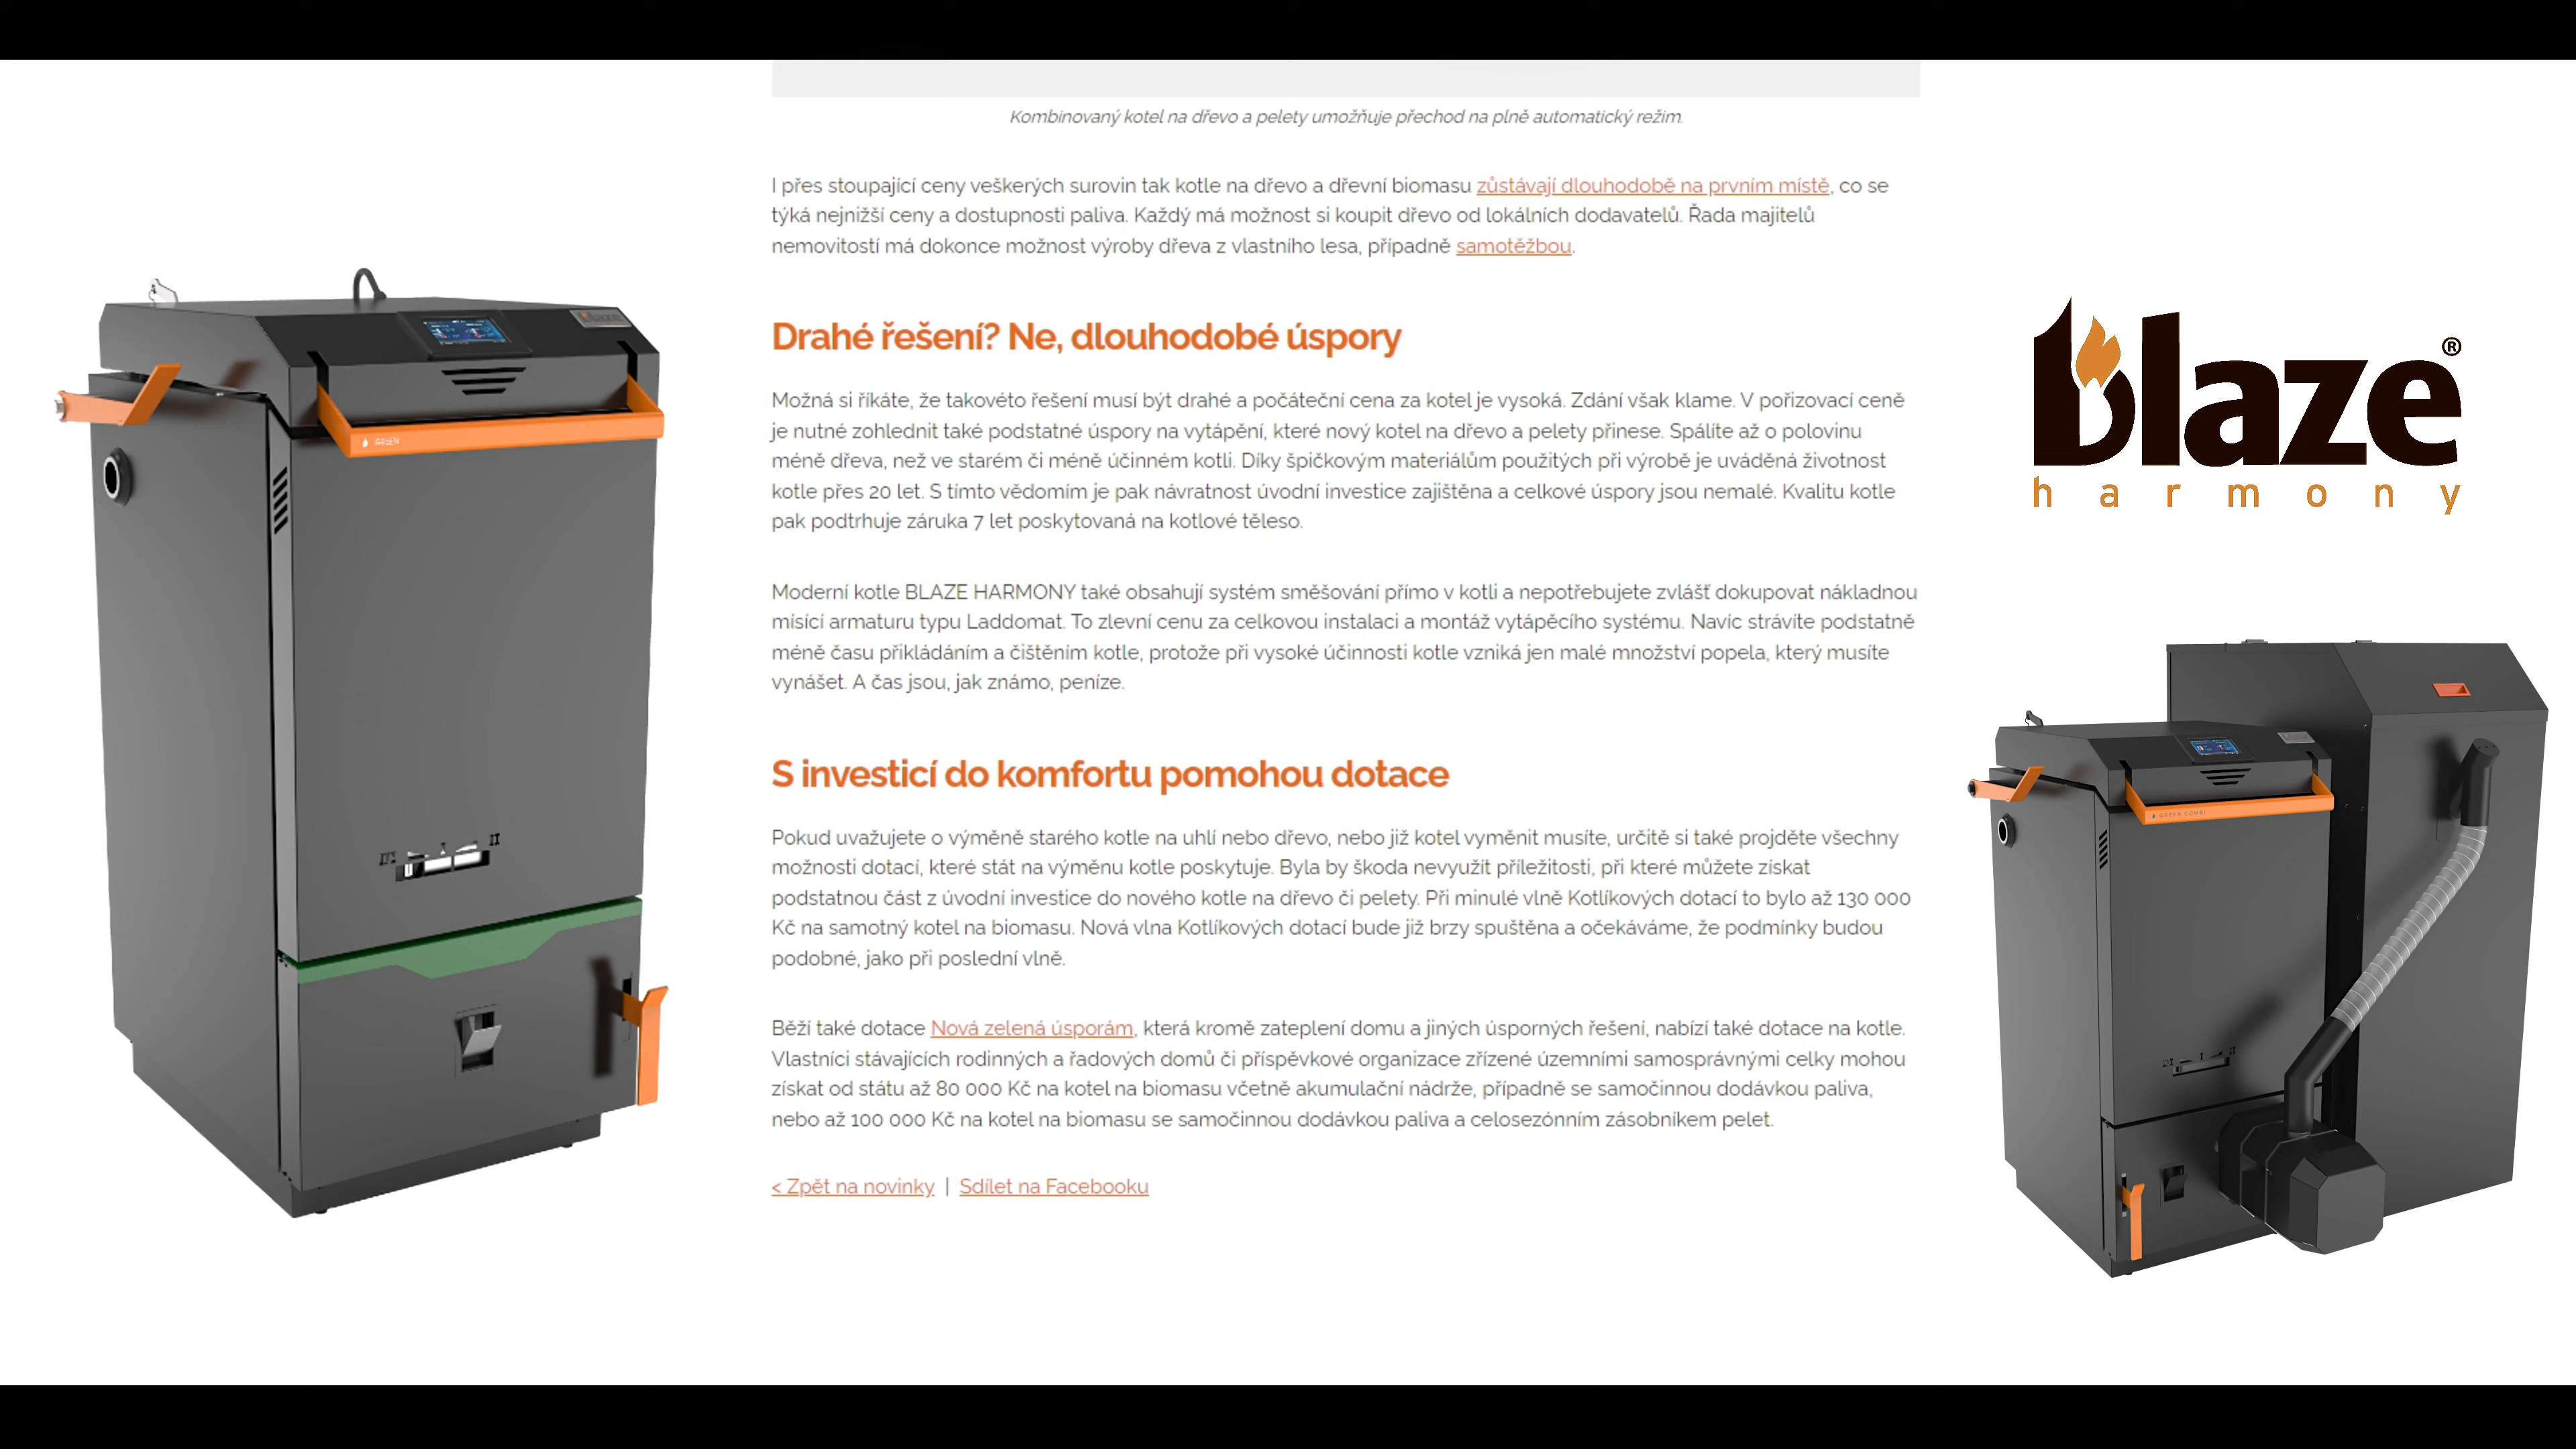 Kombinovaný kotel na dřevo a pelety umožňuje přechod na plně automatický režim.
I přes stoupající ceny veškerých surovin tak kotle na dřevo a dřevní biomasu zůstávají dlouhodobě na prvním místě, co se
týká nejnižší ceny a dostupnosti paliva. Každý má možnost si koupit dřevo od lokálních dodavatelů. Řada majitelů
nemovitostí má dokonce možnost výroby dřeva z vlastního lesa, případně samotěžbou.
Drahé řešení? Ne, dlouhodobé úspory
Možná si říkáte, že takovéto řešení musí být drahé a počáteční cena za kotel je vysoká. Zdání však klame. V pořizovací ceně
je nutné zohlednit také podstatné úspory na vytápění, které nový kotel na dřevo a pelety přinese. Spálíte až o polovinu
méně dřeva, než ve starém či méně účinném kotli. Díky špičkovým materiálům použitých při výrobě je uváděná životnost
kotle přes 20 let. S tímto vědomím je pak návratnost úvodní investice zajištěna a celkové úspory jsou nemalé. Kvalitu kotle
pak podtrhuje záruka 7 let poskytovaná na kotlové těleso.
Moderní kotle BLAZE HARMONY také obsahují systém směšování přímo v kotli a nepotřebujete zvlášť dokupovat nákladnou
mísící armaturu typu Laddomat. To zlevní cenu za celkovou instalaci a montáž vytápěcího systému. Navíc strávíte podstatně
méně času přikládáním a čištěním kotle, protože při vysoké účinnosti kotle vzniká jen malé množství popela, který musíte
vynášet. A čas jsou, jak známo, peníze.
S investicí do komfortu pomohou dotace
Pokud uvažujete o výměně starého kotle na uhlí nebo dřevo, nebo již kotel vyměnit musíte, určitě si také projděte všechny
možnosti dotací, které stát na výměnu kotle poskytuje. Byla by škoda nevyužít příležitosti, při které můžete získat
podstatnou část z úvodní investice do nového kotle na dřevo či pelety. Při minulé vlně Kotlíkových dotací to bylo až 130 000
Kč na samotný kotel na biomasu. Nová vlna Kotlíkových dotací bude již brzy spuštěna a očekáváme, že podmínky budou
podobné, jako při poslední vlně.
Běží také dotace Nová zelená úsporám, která kromě zateplení domu a jiných úsporných řešení, nabízí také dotace na kotle.
Vlastníci stávajících rodinných a řadových domů či příspěvkové organizace zřízené územními samosprávnými celky mohou
získat od státu až 80 000 Kč na kotel na biomasu včetně akumulační nádrže, případně se samočinnou dodávkou paliva,
nebo až 100 000 Kč na kotel na biomasu se samočinnou dodávkou paliva a celosezónním zásobníkem pelet.
< Zpět na novinky | Sdílet na Facebooku
blaze®
harmony
blaze
GREEN
GREEN COMBI